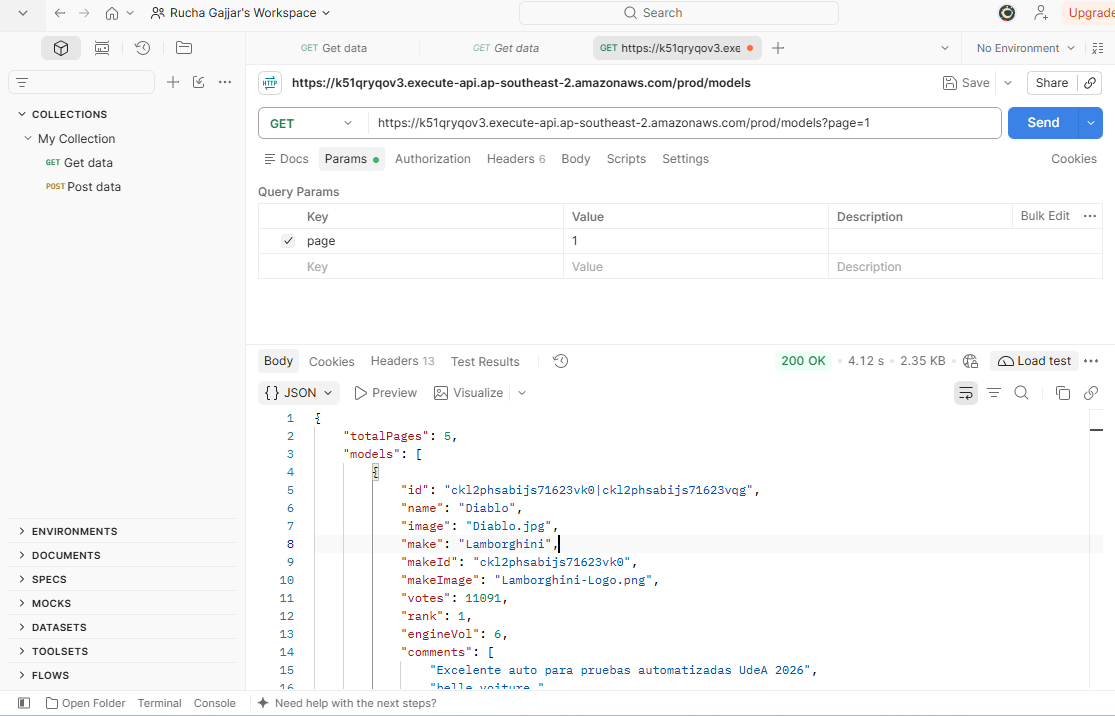 Rucha Gajjar's Workspace
Search
Upgrade
GET Get data
GET Get data
GET https://k51qryqov3.exe
No Environment
HTTP https://k51qryqov3.execute-api.ap-southeast-2.amazonaws.com/prod/models
Save
Share
COLLECTIONS
My Collection
GET Get data
POST Post data
GET https://k51qryqov3.execute-api.ap-southeast-2.amazonaws.com/prod/models?page=1
Send
Docs Params Authorization Headers 6 Body Scripts Settings Cookies
Query Params
Key Value Description Bulk Edit
page 1
Key Value Description
Body Cookies Headers 13 Test Results
200 OK • 4.12 s • 2.35 KB
Load test
{} JSON Preview Visualize
1 {
2 "totalPages": 5,
3 "models": [
4 {
5 "id": "ckl2phsabijs71623vk0|ckl2phsabijs71623vqg",
6 "name": "Diablo",
7 "image": "Diablo.jpg",
8 "make": "Lamborghini",
9 "makeId": "ckl2phsabijs71623vk0",
10 "makeImage": "Lamborghini-Logo.png",
11 "votes": 11091,
12 "rank": 1,
13 "engineVol": 6,
14 "comments": [
15 "Excelente auto para pruebas automatizadas UdeA 2026",
16 "belle voiture "
ENVIRONMENTS
DOCUMENTS
SPECS
MOCKS
DATASETS
TOOLSETS
FLOWS
Open Folder Terminal Console Need help with the next steps?